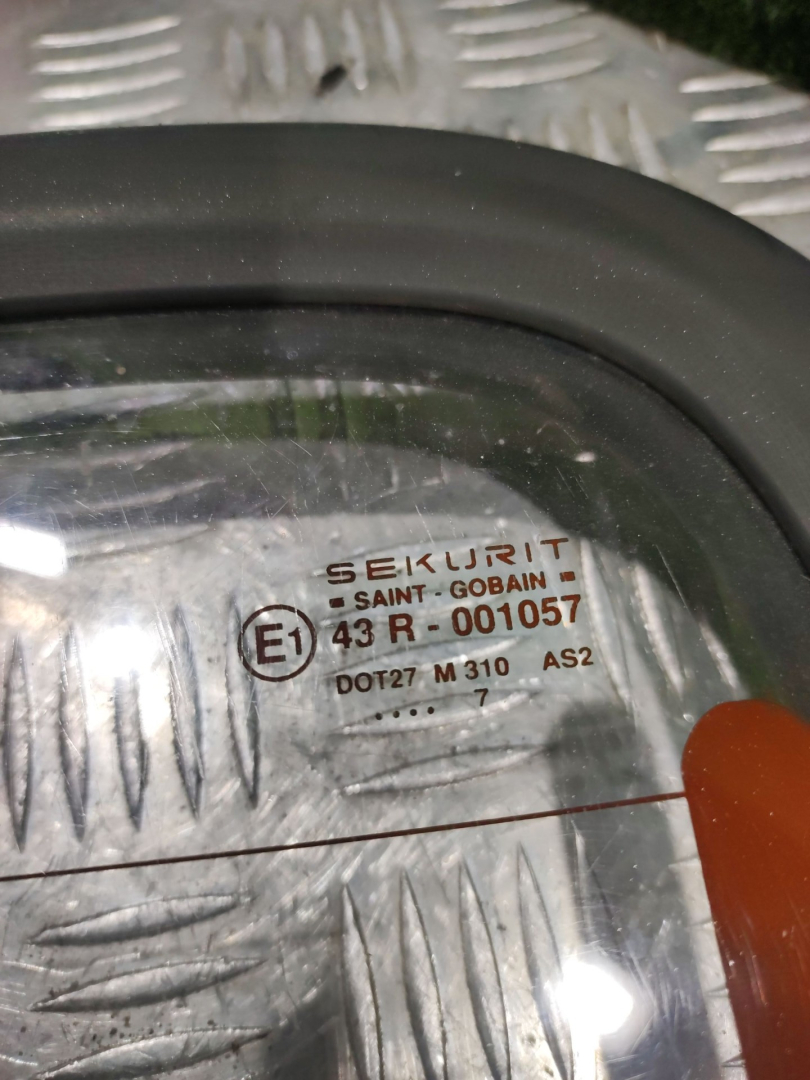 SEKURIT
SAINT - GOBAIN
E1 43 R - 001057
DOT27 M 310 AS2
.... 7